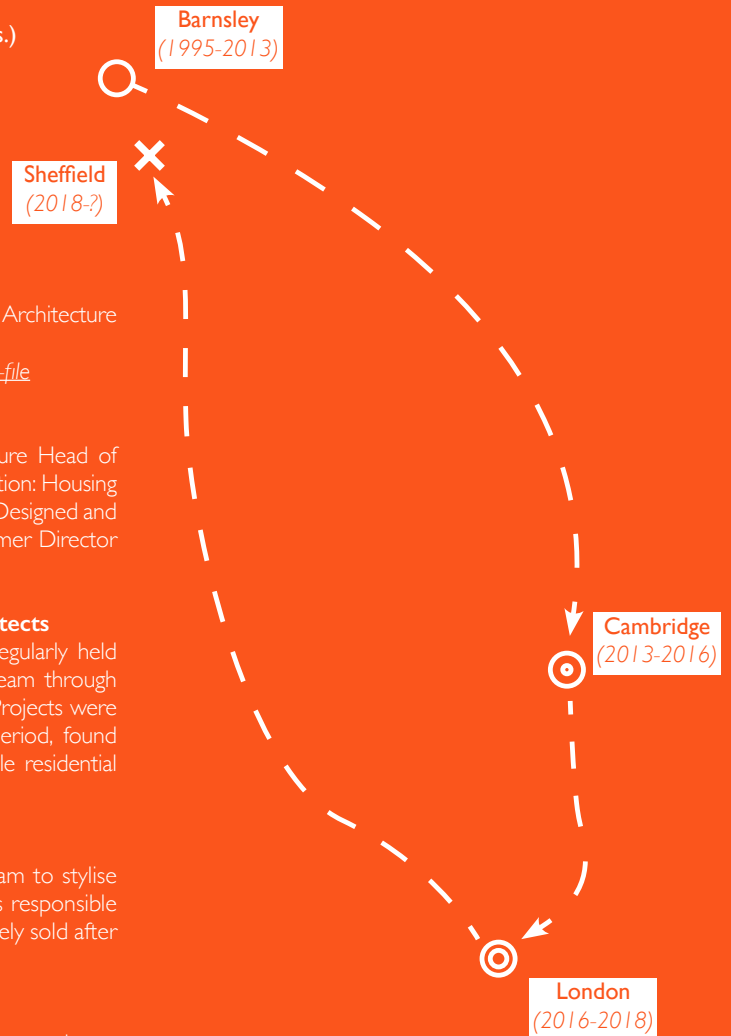 s.)
Barnsley
(1995-2013)
Sheffield
(2018-?)
Architecture
-file
ure Head of
tion: Housing
Designed and
mer Director
tects
egularly held
eam through
Projects were
eriod, found
le residential
Cambridge
(2013-2016)
am to stylise
s responsible
ely sold after
London
(2016-2018)